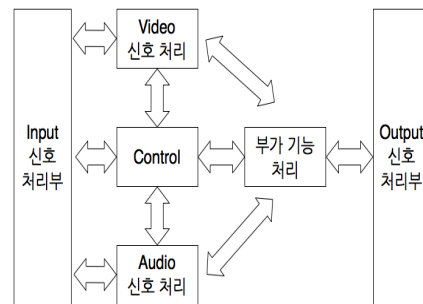 Video
신호 처리
Input
신호
처리부
Control
부가 기능
처리
Output
신호
처리부
Audio
신호 처리